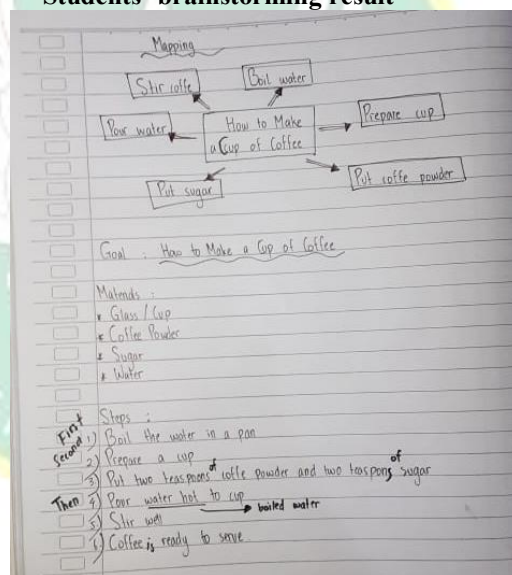 Students' brainstorming result
Mapping
Stir coffe
Boil water
Pour water
How to Make
a Cup of Coffee
Prepare cup
Put sugar
Put coffe powder
Goal : How to Make a Cup of Coffee
Materials :
* Glass / Cup
* Coffee Powder
* Sugar
* Water
Steps :
First 1) Boil the water in a pan
Second 2) Prepare a cup
3) Put two teaspoens of coffe powder and two teaspons of sugar
Then 4) Pour water hot to cup
boiled water
5) Stir well
6) Coffee is ready to serve